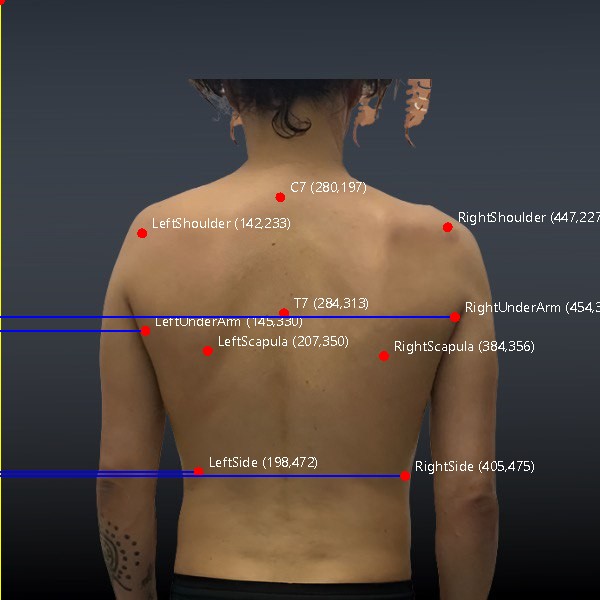 C7 (280,197)
LeftShoulder (142,233)
RightShoulder (447,227
T7 (284,313)
RightUnderArm (454,3
LeftUnderArm (145,330)
LeftScapula (207,350)
RightScapula (384,356)
LeftSide (198,472)
RightSide (405,475)